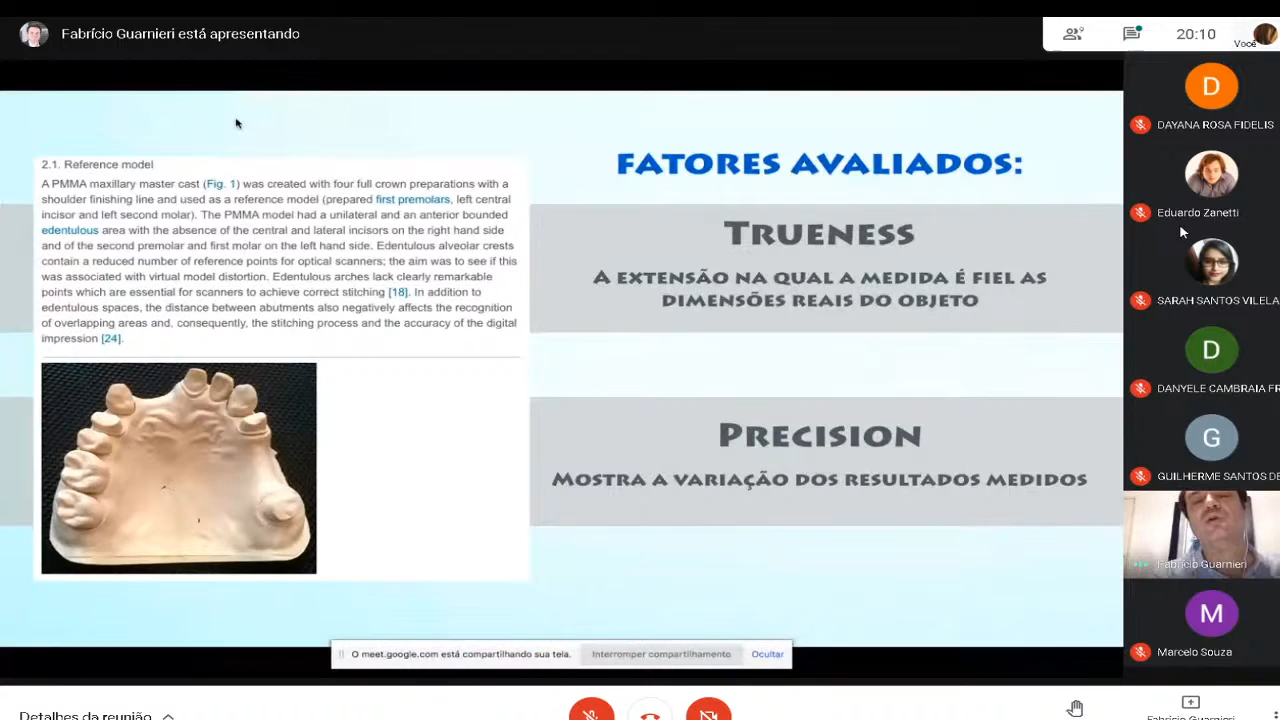 Fabrício Guarnieri está apresentando
20:10
Você
2.1. Reference model
A PMMA maxillary master cast (Fig. 1) was created with four full crown preparations with a
shoulder finishing line and used as a reference model (prepared first premolars, left central
incisor and left second molar). The PMMA model had a unilateral and an anterior bounded
edentulous area with the absence of the central and lateral incisors on the right hand side
and of the second premolar and first molar on the left hand side. Edentulous alveolar crests
contain a reduced number of reference points for optical scanners; the aim was to see if this
was associated with virtual model distortion. Edentulous arches lack clearly remarkable
points which are essential for scanners to achieve correct stitching [18]. In addition to
edentulous spaces, the distance between abutments also negatively affects the recognition
of overlapping areas and, consequently, the stitching process and the accuracy of the digital
impression [24].
FATORES AVALIADOS:
TRUENESS
A EXTENSÃO NA QUAL A MEDIDA É FIEL AS
DIMENSÕES REAIS DO OBJETO
PRECISION
MOSTRA A VARIAÇÃO DOS RESULTADOS MEDIDOS
D
DAYANA ROSA FIDELIS
Eduardo Zanetti
SARAH SANTOS VILELA
D
DANYELE CAMBRAIA FR
G
GUILHERME SANTOS DE
Fabrício Guarnieri
M
Marcelo Souza
O meet.google.com está compartilhando sua tela.
Interromper compartilhamento
Ocultar
Detalhes da reunião
Fabrício Guarnieri